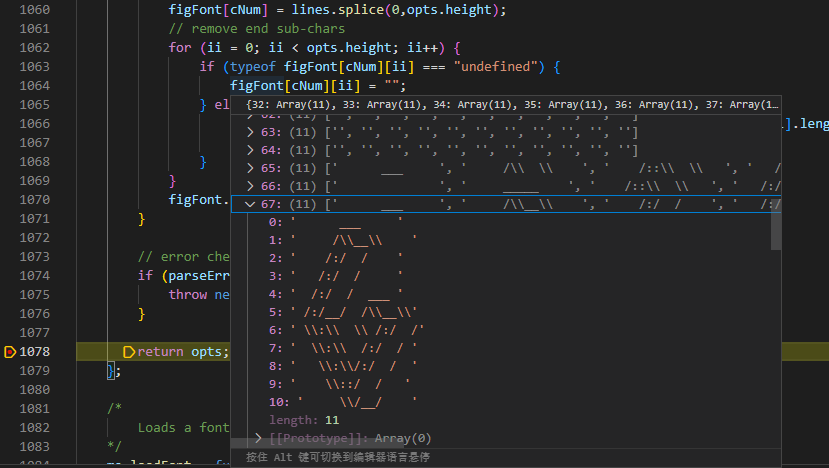 1060 figFont[cNum] = lines.splice(0,opts.height);
1061 // remove end sub-chars
1062 for (ii = 0; ii < opts.height; ii++) {
1063 if (typeof figFont[cNum][ii] === "undefined") {
1064 figFont[cNum][ii] = "";
1065 } el
{32: Array(11), 33: Array(11), 34: Array(11), 35: Array(11), 36: Array(11), 37: Array(1…
1066 ].leng
63: (11) ['', '', '', '', '', '', '', '', '', '', '']
1067
64: (11) ['', '', '', '', '', '', '', '', '', '', '']
1068 }
65: (11) ['      ___     ', '     /\\  \\    ', '    /::\\  \\   ', '   /
1069 }
66: (11) ['               ', '     _____     ', '    /::\\  \\   ', '   /:/
1070 figFont.
67: (11) ['      ___     ', '     /\\__\\    ', '    /:/  /    ', '   /:/
1071 }
0: '      ___     '
1072
1: '     /\\__\\    '
1073 // error che
2: '    /:/  /    '
1074 if (parseErr
3: '   /:/  /     '
1075 throw ne
4: '  /:/  /  ___ '
1076 }
5: ' /:/__/  /\\__\\'
1077
6: ' \\:\\  \\ /:/  /'
7: '  \\:\\  /:/  / '
1078 return opts;
8: '   \\:\\/:/  /  '
1079 };
9: '    \\::/  /   '
1080
10: '     \\/__/    '
1081 /*
length: 11
1082 Loads a font
[[Prototype]]: Array(0)
1083 */
按住 Alt 键可切换到编辑器语言悬停
1084